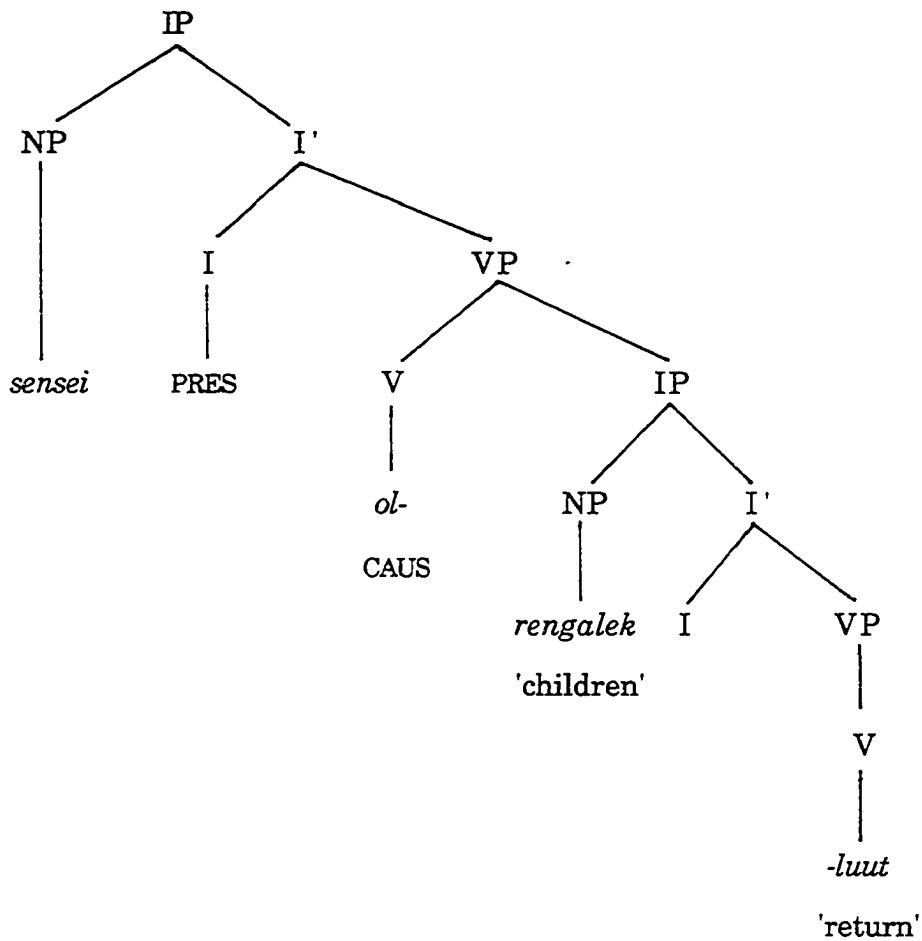 IP
NP I'
I VP
sensei PRES V IP
ol- NP I'
CAUS
rengalek I VP
'children'
V
-luut
'return'